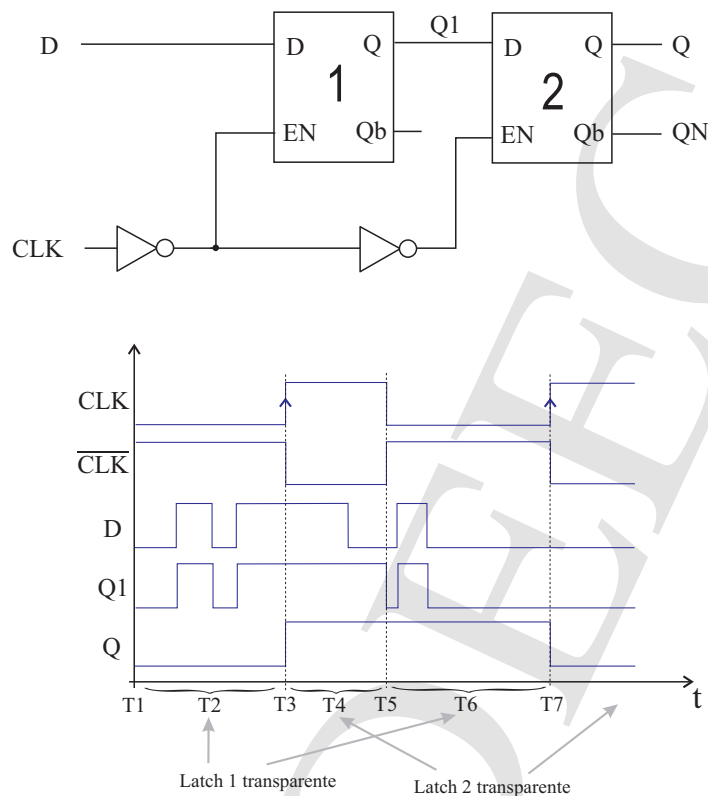 D
D
Q
Q1
D
Q
Q
1
2
EN
Qb
EN
Qb
QN
CLK
CLK
CLK
D
Q1
Q
T1
T2
T3
T4
T5
T6
T7
t
Latch 1 transparente
Latch 2 transparente